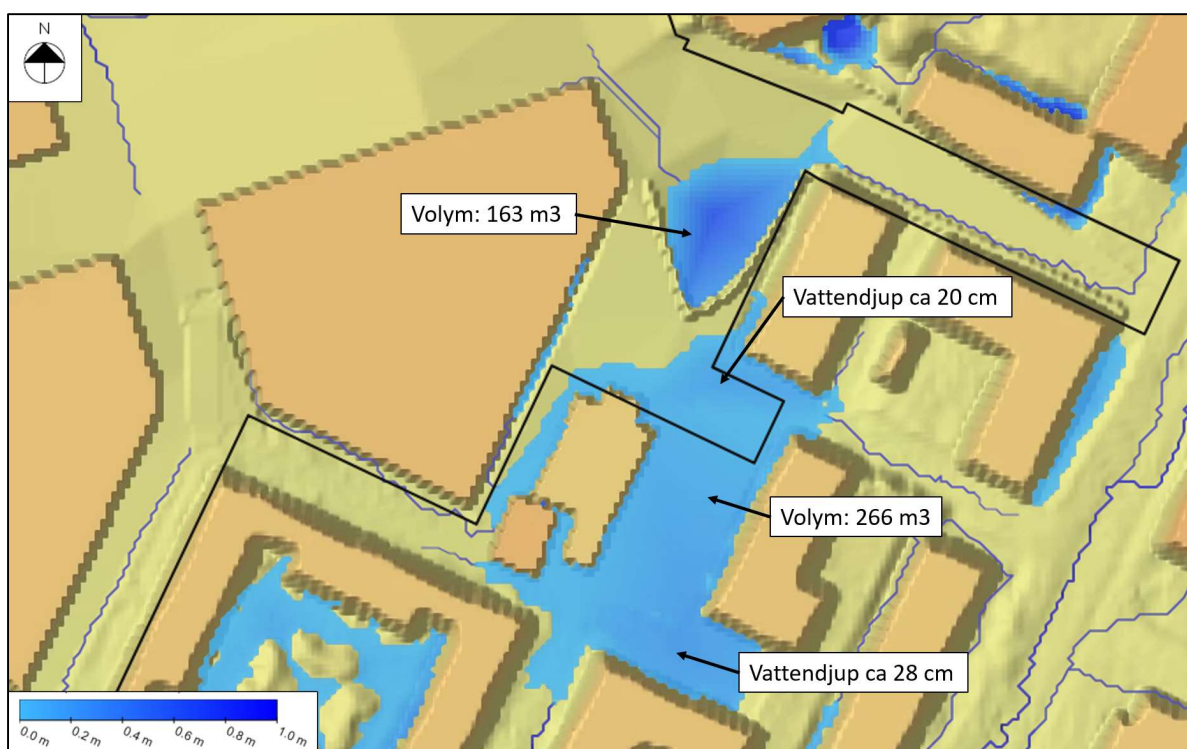 N
Volym: 163 m3
Vattendjup ca 20 cm
Volym: 266 m3
Vattendjup ca 28 cm
0.0 m 0.2 m 0.4 m 0.6 m 0.8 m 1.0 m